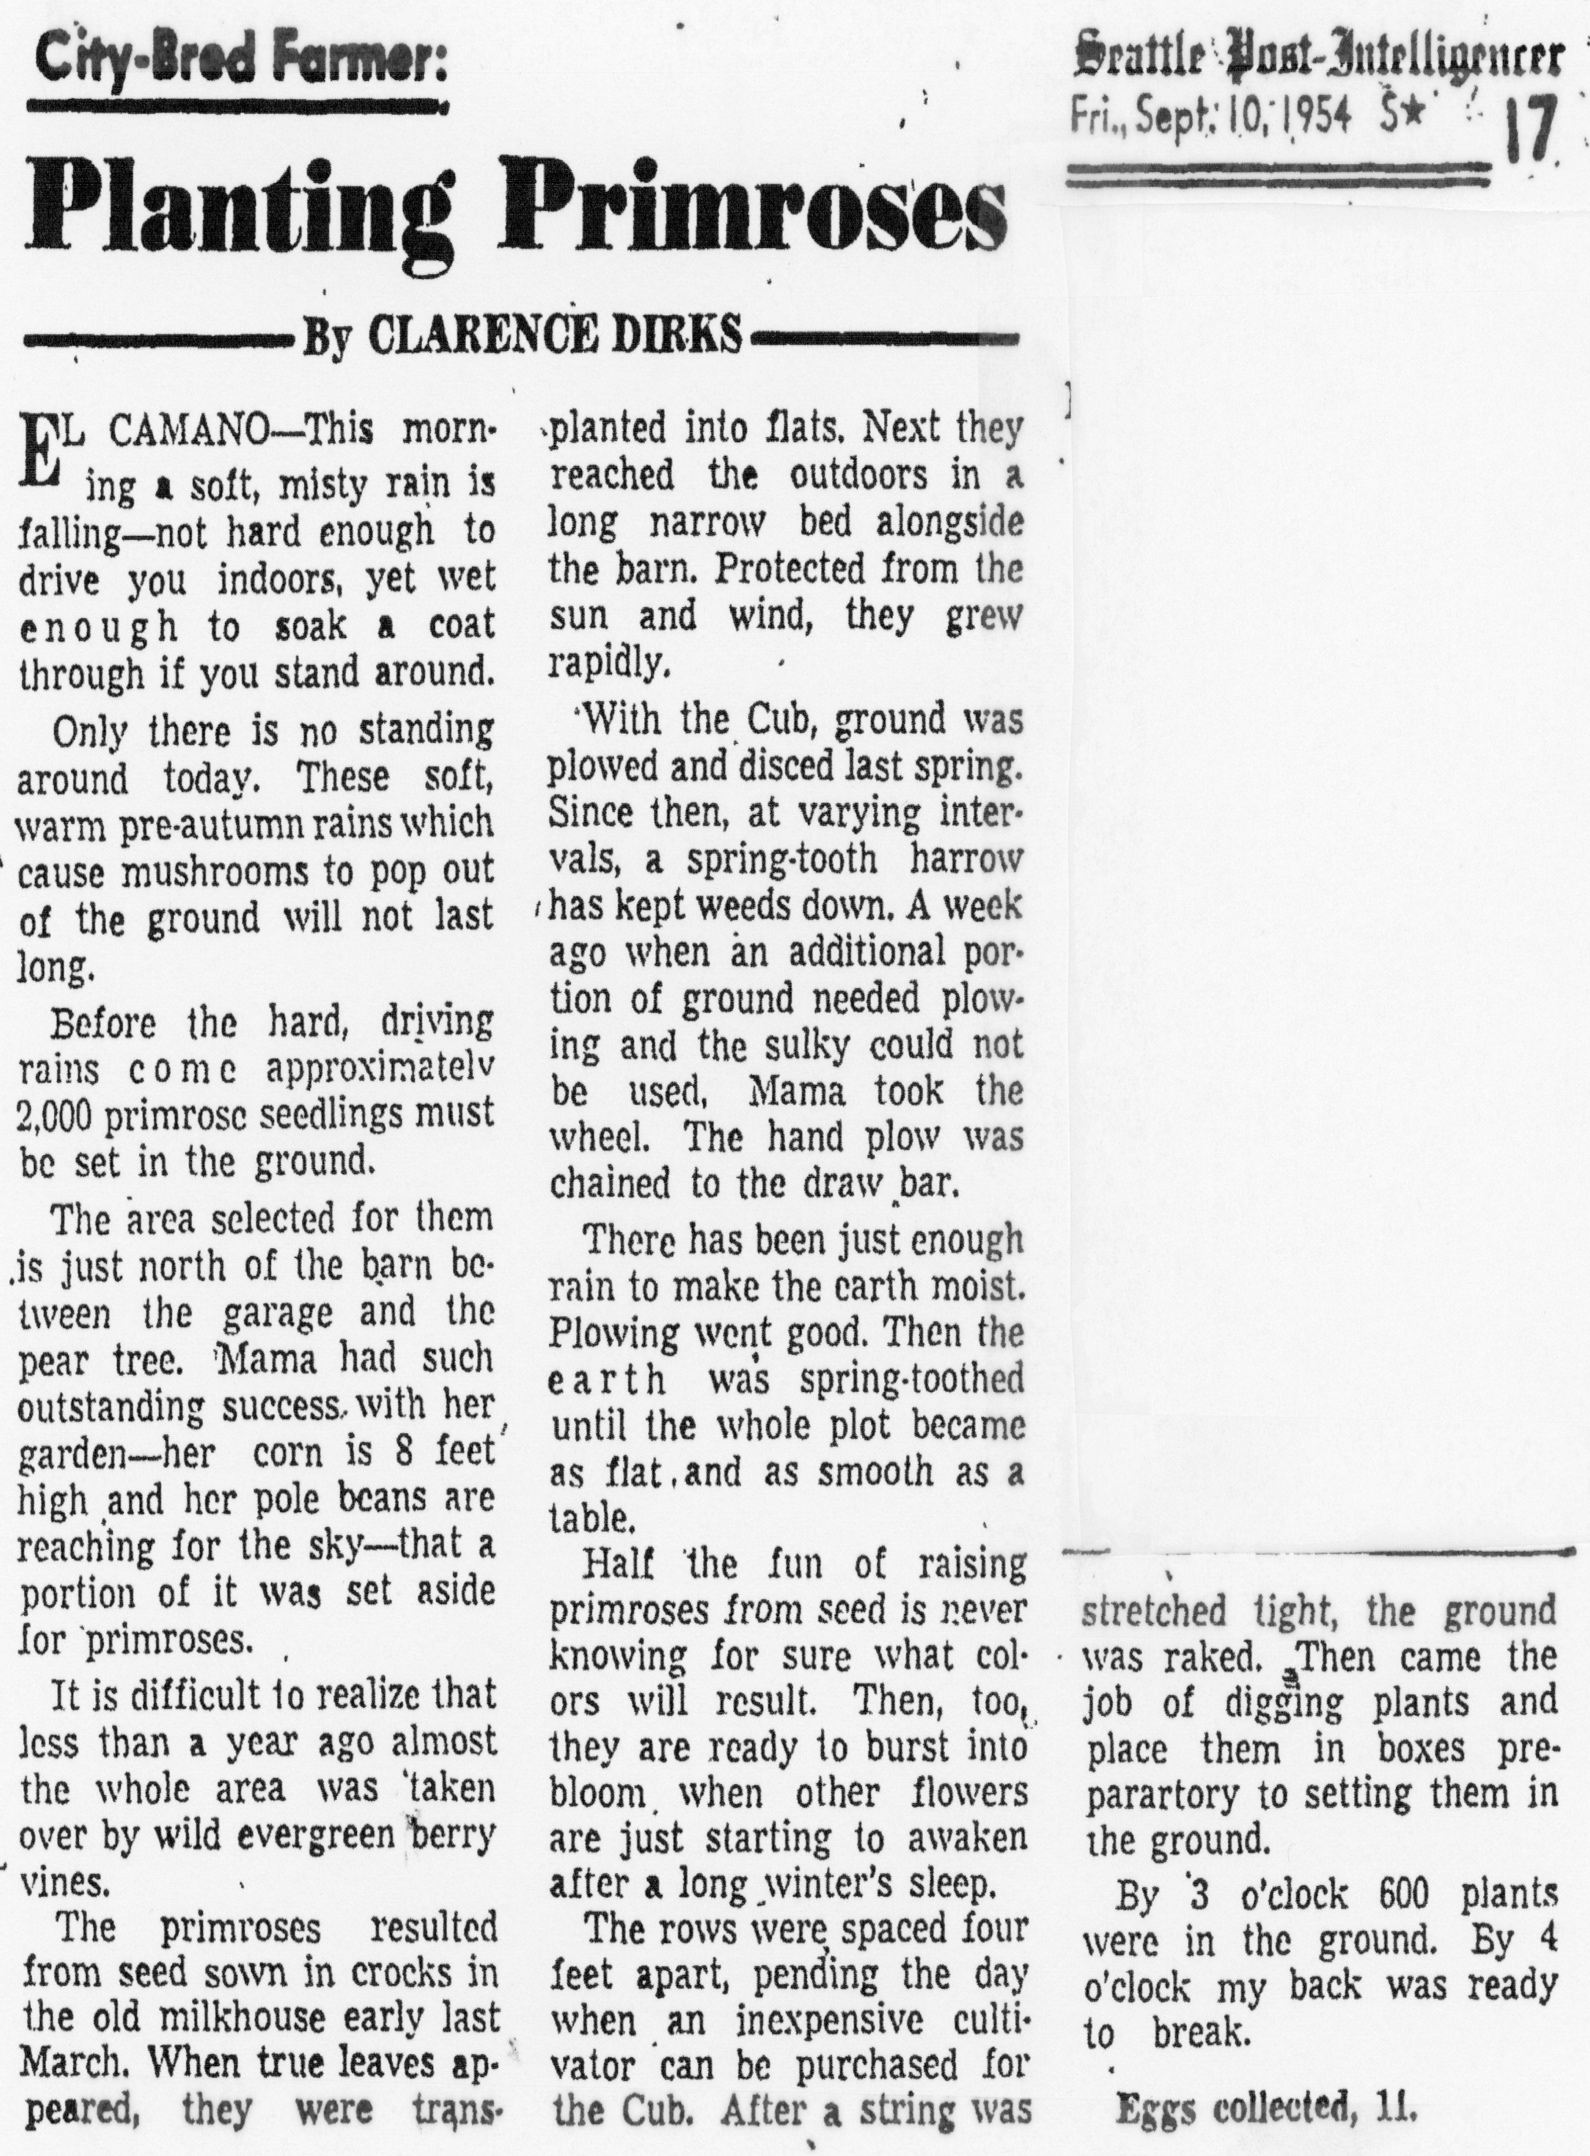 City-Bred Farmer:
Planting Primroses
By CLARENCE DIRKS
Seattle Post-Intelligencer
Fri., Sept. 10, 1954 S★ 17
EL CAMANO—This morn-
ing a soft, misty rain is
falling—not hard enough to
drive you indoors, yet wet
enough to soak a coat
through if you stand around.
Only there is no standing
around today. These soft,
warm pre-autumn rains which
cause mushrooms to pop out
of the ground will not last
long.
Before the hard, driving
rains come approximately
2,000 primrose seedlings must
be set in the ground.
The area selected for them
is just north of the barn be-
tween the garage and the
pear tree. Mama had such
outstanding success with her
garden—her corn is 8 feet
high and her pole beans are
reaching for the sky—that a
portion of it was set aside
for primroses.
It is difficult to realize that
less than a year ago almost
the whole area was taken
over by wild evergreen berry
vines.
The primroses resulted
from seed sown in crocks in
the old milkhouse early last
March. When true leaves ap-
peared, they were trans-
planted into flats. Next they
reached the outdoors in a
long narrow bed alongside
the barn. Protected from the
sun and wind, they grew
rapidly.
With the Cub, ground was
plowed and disced last spring.
Since then, at varying inter-
vals, a spring-tooth harrow
has kept weeds down. A week
ago when an additional por-
tion of ground needed plow-
ing and the sulky could not
be used, Mama took the
wheel. The hand plow was
chained to the draw bar.
There has been just enough
rain to make the earth moist.
Plowing went good. Then the
earth was spring-toothed
until the whole plot became
as flat and as smooth as a
table.
Half the fun of raising
primroses from seed is never
knowing for sure what col-
ors will result. Then, too,
they are ready to burst into
bloom when other flowers
are just starting to awaken
after a long winter's sleep.
The rows were spaced four
feet apart, pending the day
when an inexpensive culti-
vator can be purchased for
the Cub. After a string was
stretched tight, the ground
was raked. Then came the
job of digging plants and
place them in boxes pre-
parartory to setting them in
the ground.
By 3 o'clock 600 plants
were in the ground. By 4
o'clock my back was ready
to break.
Eggs collected, 11.